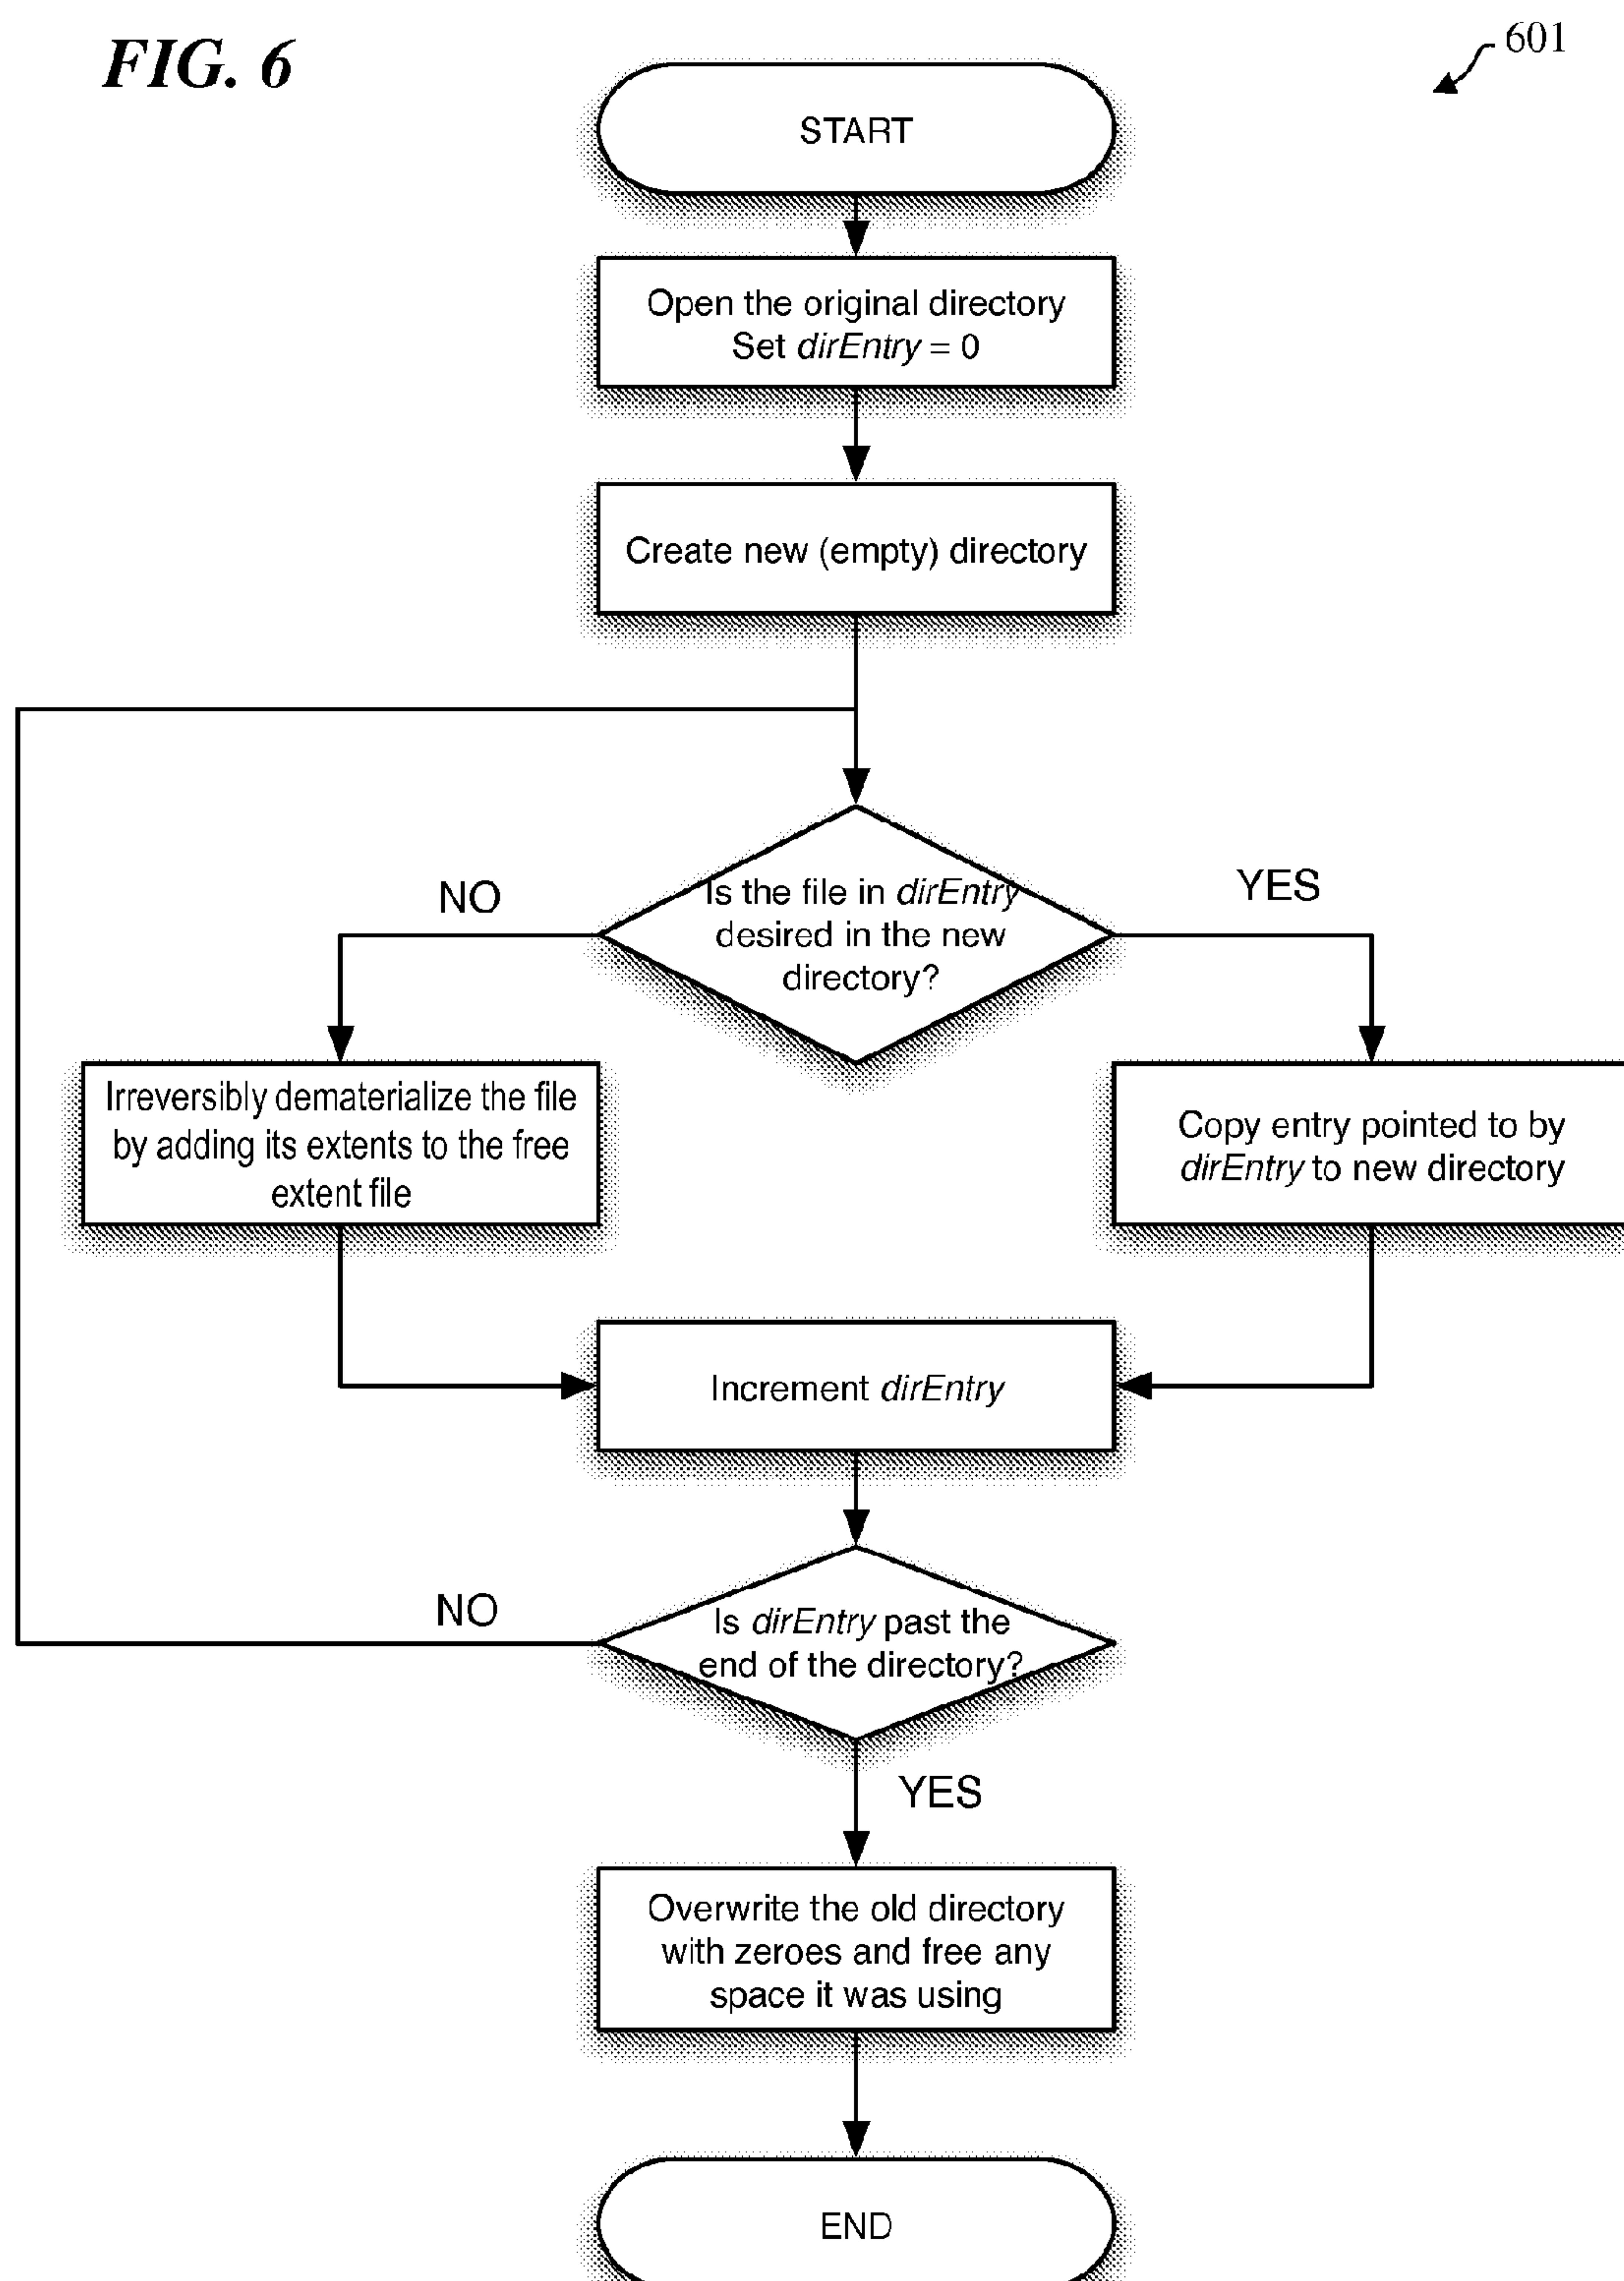 FIG. 6
601
START
Open the original directory
Set dirEntry = 0
Create new (empty) directory
Is the file in dirEntry
desired in the new
directory?
NO
YES
Irreversibly dematerialize the file
by adding its extents to the free
extent file
Copy entry pointed to by
dirEntry to new directory
Increment dirEntry
Is dirEntry past the
end of the directory?
NO
YES
Overwrite the old directory
with zeroes and free any
space it was using
END